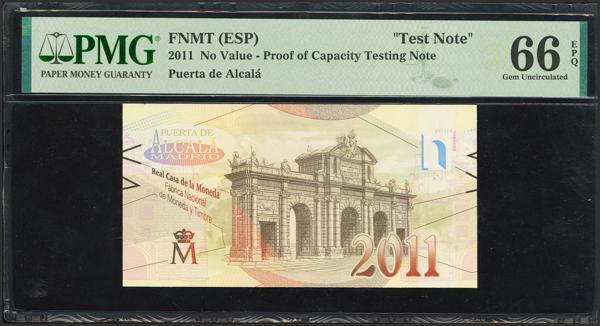 PMG
PAPER MONEY GUARANTY
FNMT (ESP) "Test Note"
2011 No Value - Proof of Capacity Testing Note
Puerta de Alcalá
66 EPQ
Gem Uncirculated
PUERTA DE
ALCALÁ
MADRID
Real Casa de la Moneda
Fábrica Nacional
de Moneda y Timbre
M
2011